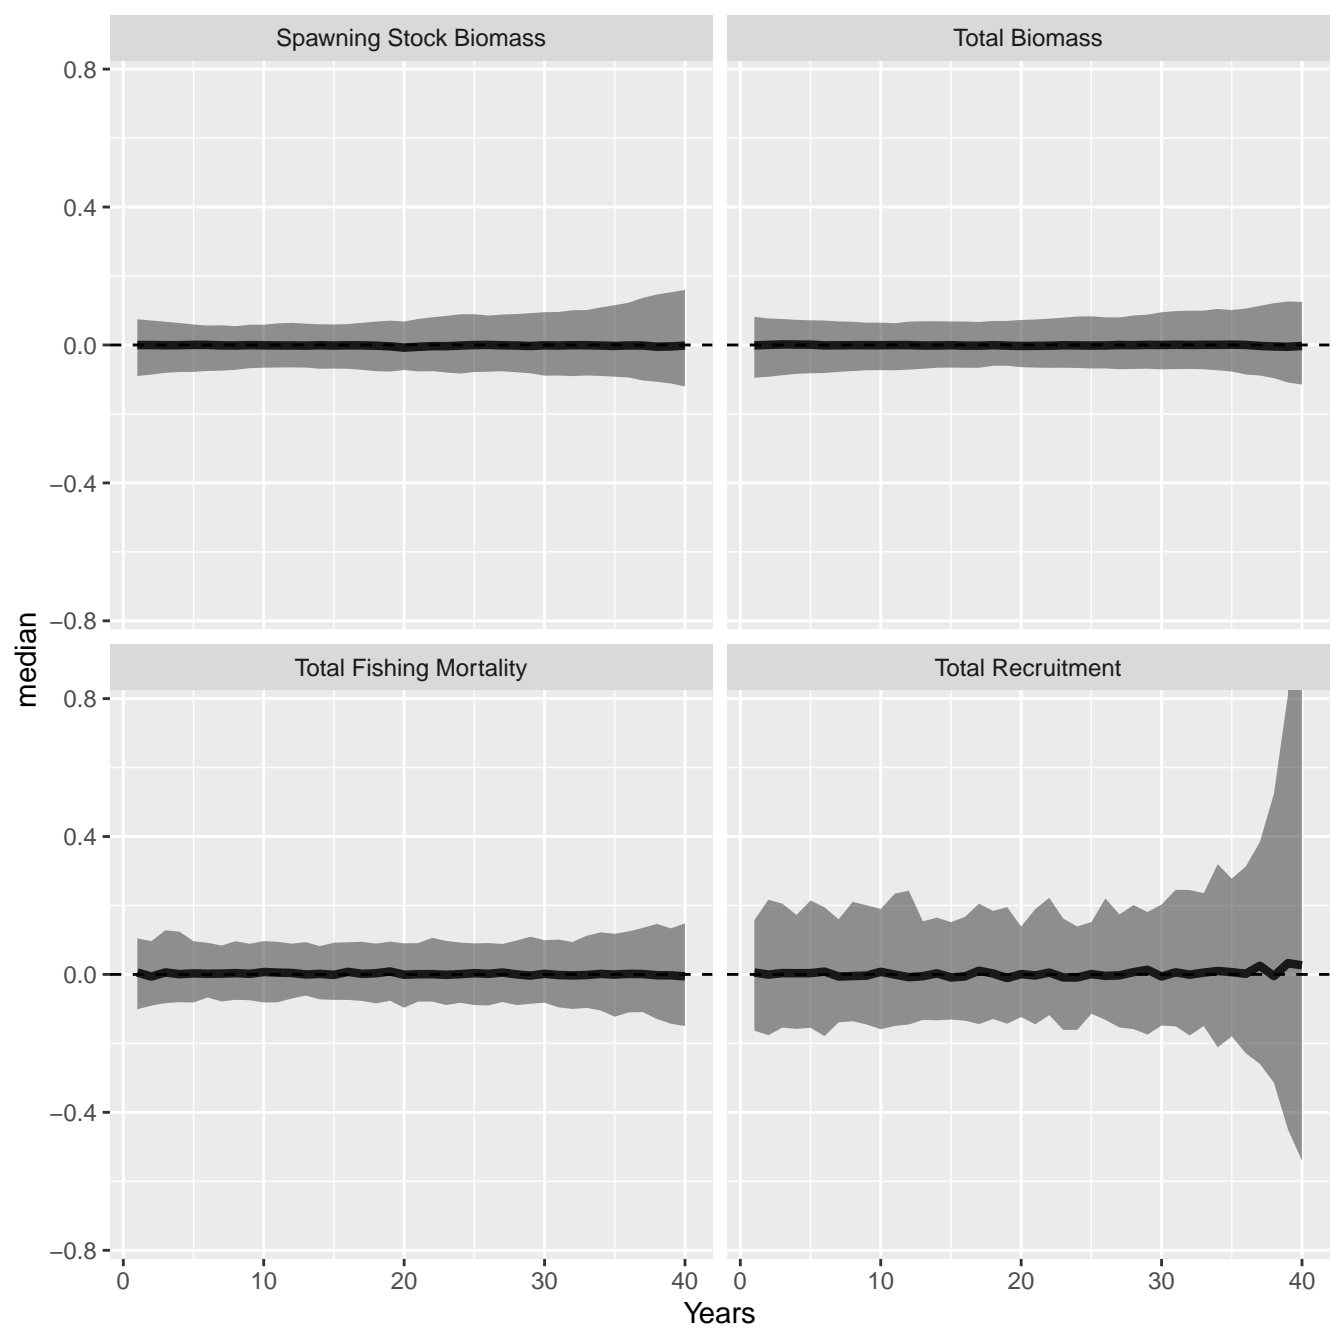 Spawning Stock Biomass
Total Biomass
0.8
0.4
0.0
−0.4
−0.8
median
Total Fishing Mortality
Total Recruitment
0.8
0.4
0.0
−0.4
−0.8
0 10 20 30 40
0 10 20 30 40
Years